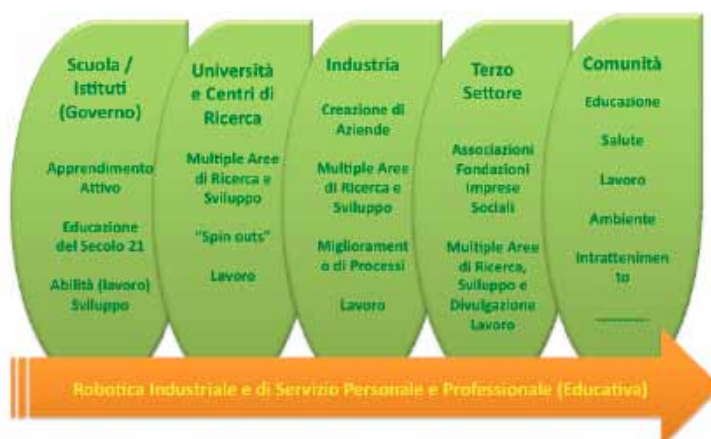 Scuola /
Istituti
(Governo)
Apprendimento
Attivo
Educazione
del Secolo 21
Abilità (lavoro)
Sviluppo
Università
e Centri di
Ricerca
Multiple Aree
di Ricerca e
Sviluppo
"Spin outs"
Lavoro
Industria
Creazione di
Aziende
Multiple Aree
di Ricerca e
Sviluppo
Migliorament
o di Processi
Lavoro
Terzo
Settore
Associazioni
Fondazioni
Imprese
Sociali
Multiple Aree
di Ricerca,
Sviluppo e
Divulgazione
Lavoro
Comunità
Educazione
Salute
Lavoro
Ambiente
Intrattenimen
to
Robotica Industriale e di Servizio Personale e Professionale (Educativa)